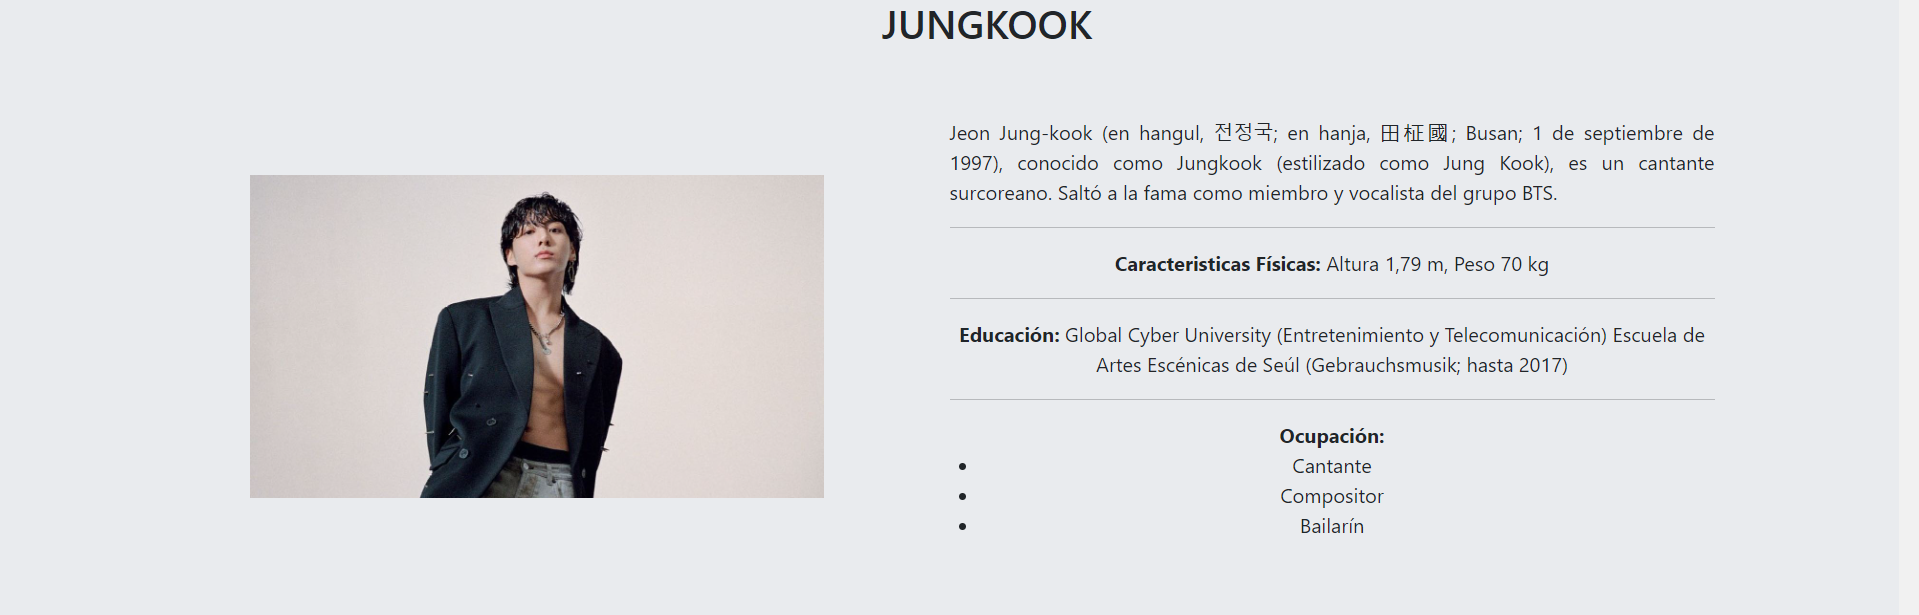 JUNGKOOK
Jeon Jung-kook (en hangul, 전정국; en hanja, 田柾國; Busan; 1 de septiembre de
1997), conocido como Jungkook (estilizado como Jung Kook), es un cantante
surcoreano. Saltó a la fama como miembro y vocalista del grupo BTS.
Caracteristicas Físicas: Altura 1,79 m, Peso 70 kg
Educación: Global Cyber University (Entretenimiento y Telecomunicación) Escuela de
Artes Escénicas de Seúl (Gebrauchsmusik; hasta 2017)
Ocupación:
Cantante
Compositor
Bailarín